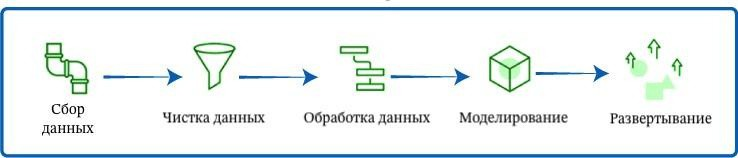 Сбор
данных
Чистка данных
Обработка данных
Моделирование
Развертывание